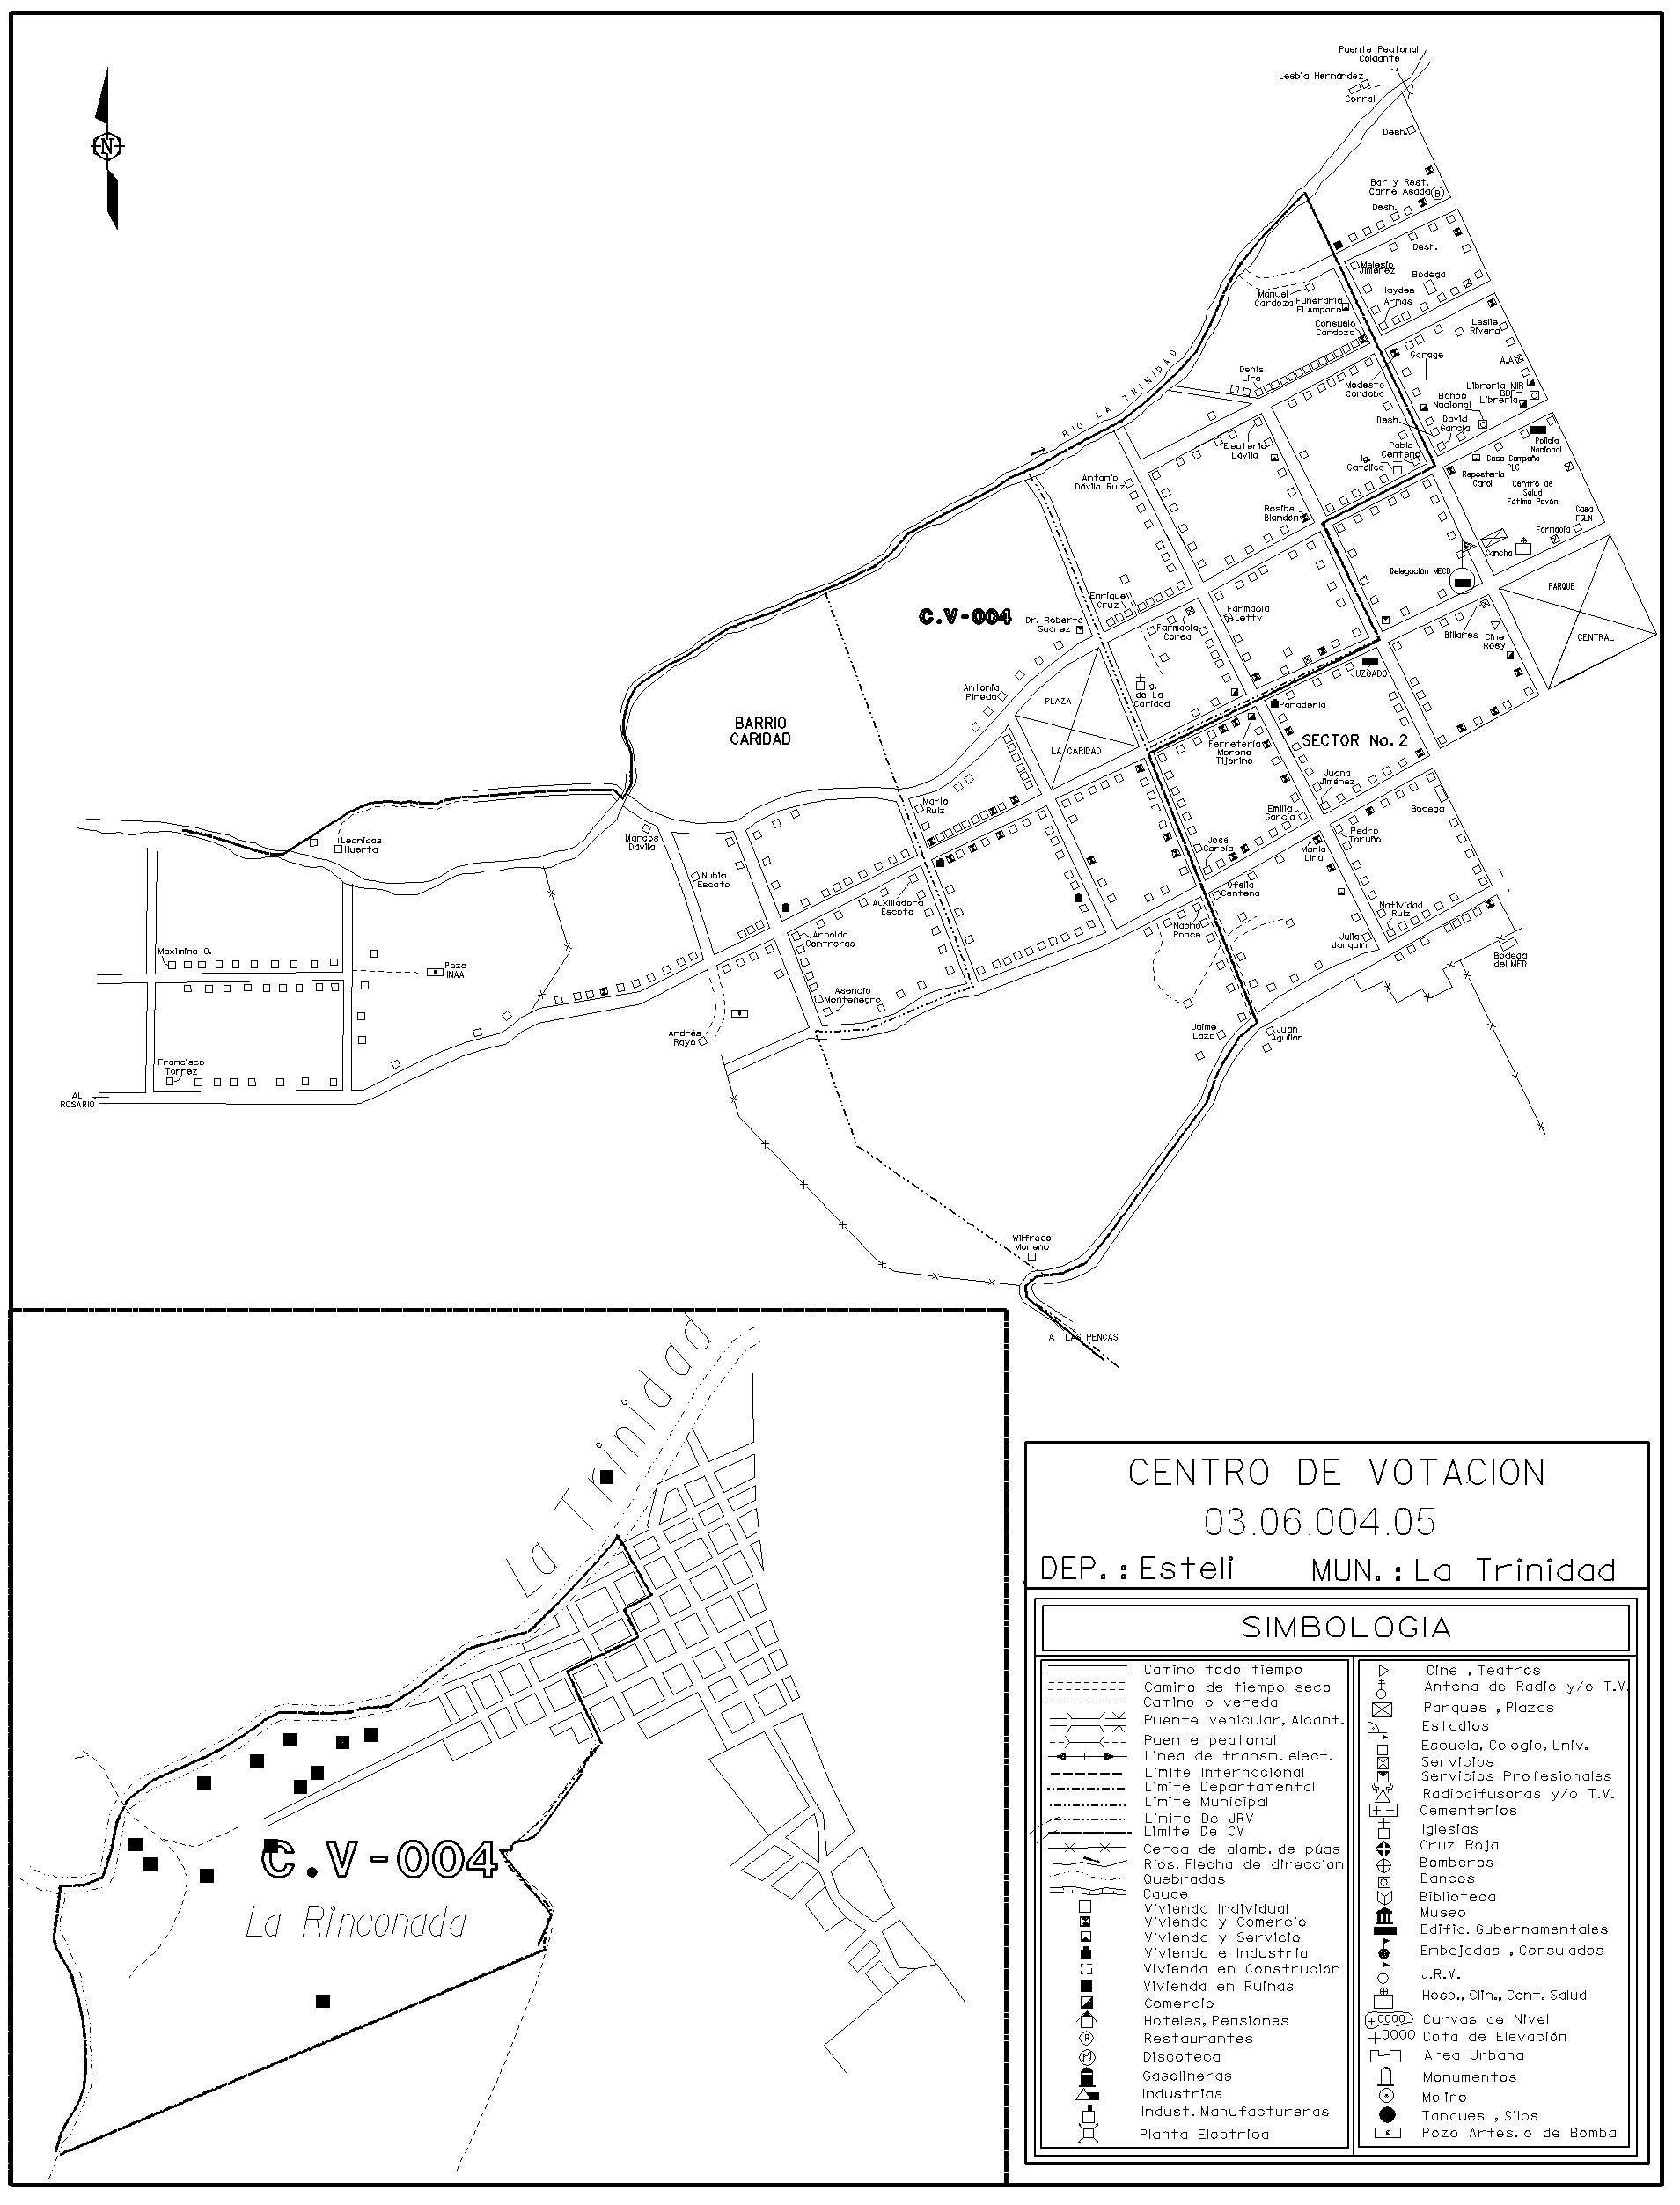 Puente Peatonal
Colgante
Lesbia Hernández
Corral
N
Desh.
Bar y Rest.
Carne Asada
B
Desh.
Desh.
Melesio
Jiménez
Bodega
Haydee
Armas
Manuel
Cardoza
Funeraria
El Amparo
Consuelo
Cardoza
Leslie
Rivera
Garage
A.A
RIO LA TRINIDAD
Denis
Lira
Modesto
Cordoba
Librería MIR
BDF
Librería
Banco
Nacional
David
García
Desh.
Eleuterio
Dávila
Pablo
Centeno
Ig.
Católica
Policía
Nacional
Casa Campaña
PLC
Repostería
Carol
Centro de
Salud
Fátima Pavón
Antonio
Dávila Ruiz
Rosibel
Blandón
Casa
FSLN
Farmacia
Cancha
Delegación MECD
PARQUE
CENTRAL
Enrique
Cruz
C.V-004
Dr. Roberto
Suárez
Farmacia
Corea
Farmacia
Letty
Billares
Cine
Rosy
JUZGADO
Antonia
Pineda
PLAZA
LA CARIDAD
Ig.
de La
Caridad
Panadería
BARRIO
CARIDAD
Ferretería
Moreno
Tijerino
SECTOR No.2
Juana
Jiménez
Emilia
García
Bodega
Mario
Ruiz
Marcos
Dávila
Leonidas
Huerta
José
García
María
Lira
Pedro
Toruño
Nubia
Escoto
Auxiliadora
Escoto
Ofelia
Centeno
Natividad
Ruiz
Arnoldo
Contreras
Nacho
Ponce
Julia
Jarquín
Bodega
del MED
Maximino O.
Pozo
INAA
Asencio
Montenegro
Andrés
Rayo
Jaime
Lazo
Juan
Aguilar
Francisco
Torrez
AL
ROSARIO
Wilfredo
Moreno
A LAS PENCAS
La Trinidad
C.V-004
La Rinconada
CENTRO DE VOTACION
03.06.004.05
DEP.: Esteli MUN.: La Trinidad
SIMBOLOGIA
Camino todo tiempo
Camino de tiempo seco
Camino o vereda
Puente vehicular, Alcant.
Puente peatonal
Linea de transm. elect.
Limite Internacional
Limite Departamental
Limite Municipal
Limite De JRV
Limite De CV
Cerca de alamb. de púas
Ríos, Flecha de dirección
Quebradas
Cauce
Vivienda Individual
Vivienda y Comercio
Vivienda y Servicio
Vivienda e Industria
Vivienda en Construción
Vivienda en Ruinas
Comercio
Hoteles, Pensiones
R Restaurantes
Discoteca
Gasolineras
Industrias
Indust. Manufactureras
Planta Electrica
Cine , Teatros
Antena de Radio y/o T.V.
Parques , Plazas
Estadios
Escuela, Colegio, Univ.
Servicios
Servicios Profesionales
Radiodifusoras y/o T.V.
Cementerios
Iglesias
Cruz Roja
Bomberos
Bancos
Biblioteca
Museo
Edific. Gubernamentales
Embajadas , Consulados
J.R.V.
Hosp., Clin., Cent. Salud
+0000 Curvas de Nivel
+0000 Cota de Elevación
Area Urbana
Monumentos
Molino
Tanques , Silos
Pozo Artes. o de Bomba